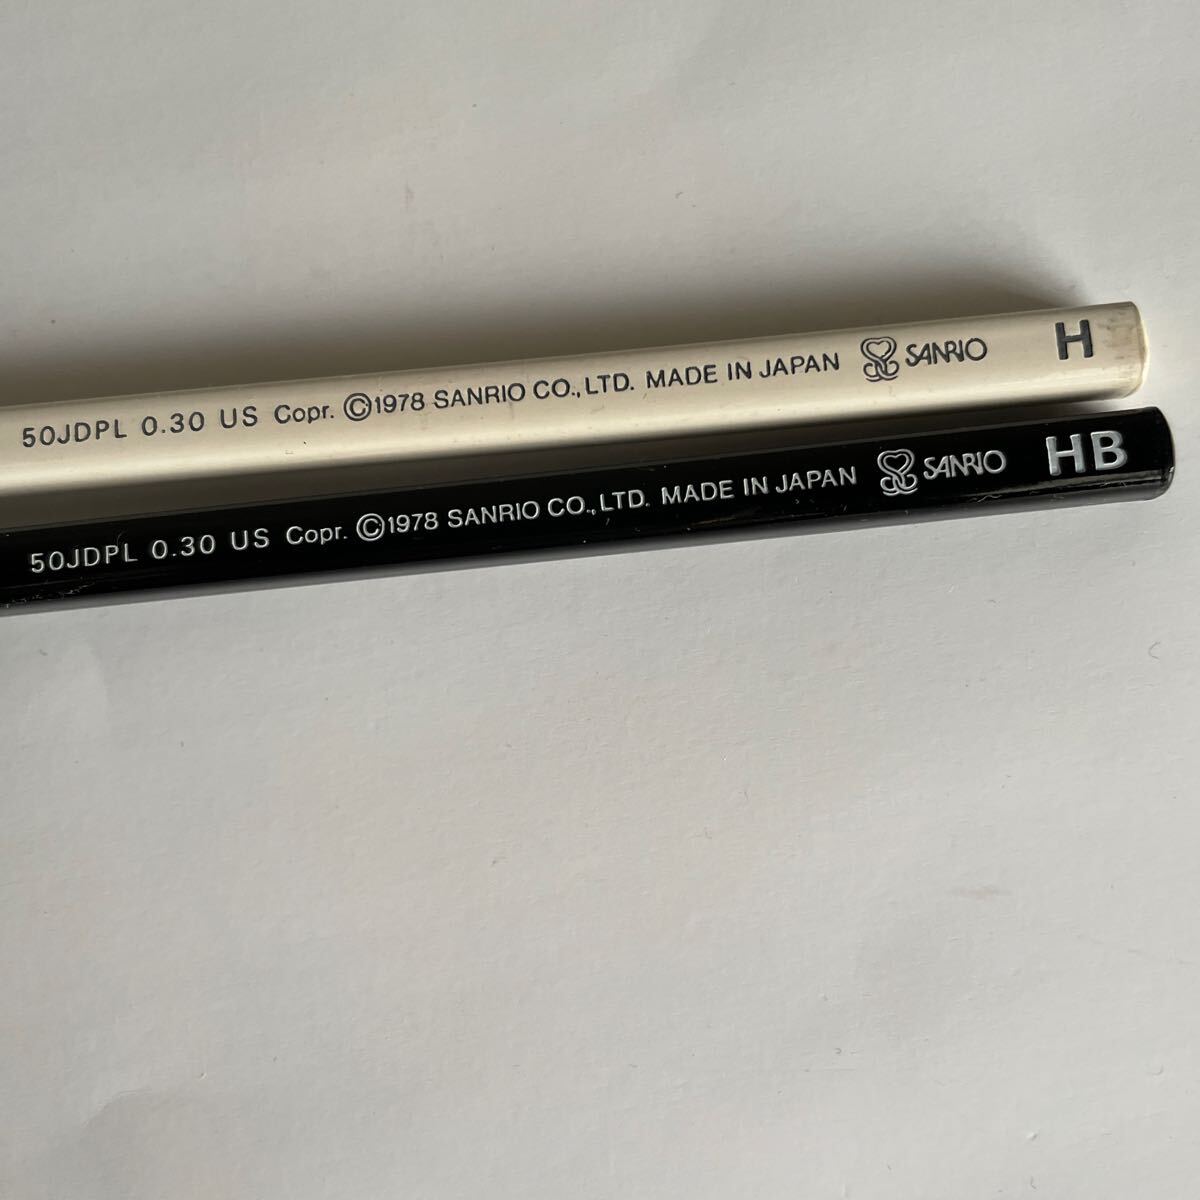 50JDPL 0.30 US Copr. ©1978 SANRIO CO., LTD. MADE IN JAPAN SANRIO H
50JDPL 0.30 US Copr. ©1978 SANRIO CO., LTD. MADE IN JAPAN SANRIO HB